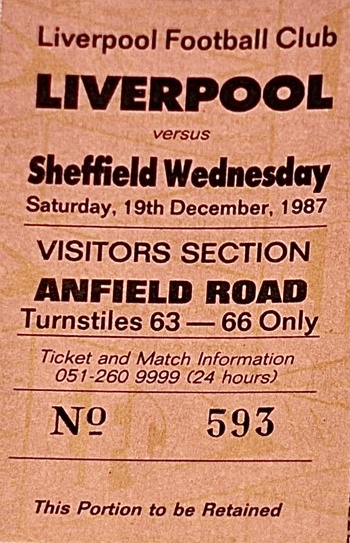 Liverpool Football Club
LIVERPOOL
versus
Sheffield Wednesday
Saturday, 19th December, 1987
VISITORS SECTION
ANFIELD ROAD
Turnstiles 63 — 66 Only
Ticket and Match Information
051-260 9999 (24 hours)
Nº 593
This Portion to be Retained